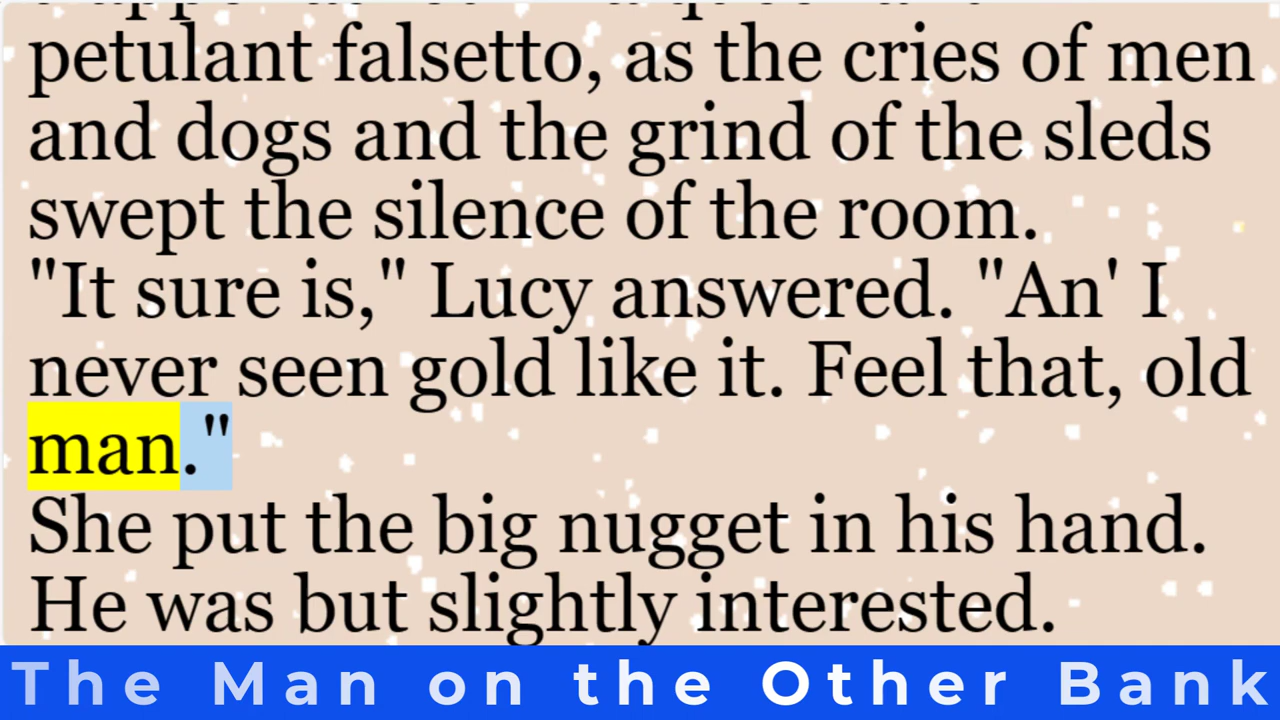 petulant falsetto, as the cries of men
and dogs and the grind of the sleds
swept the silence of the room.
"It sure is," Lucy answered. "An' I
never seen gold like it. Feel that, old
man."
She put the big nugget in his hand.
He was but slightly interested.
The Man on the Other Bank